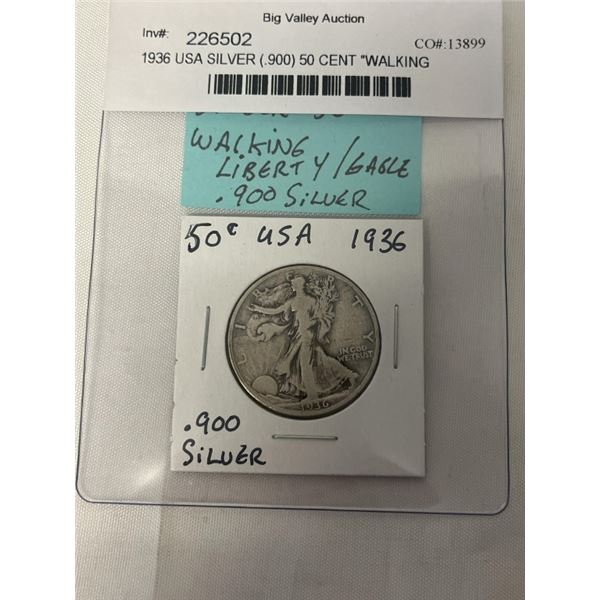 Big Valley Auction
Inv#: 226502 CO#:13899
1936 USA SILVER (.900) 50 CENT "WALKING
WALKING
LIBERTY/EAGLE
.900 SILVER
50¢ USA 1936
LIBERTY
IN GOD
WE TRUST
1936
.900
SILVER